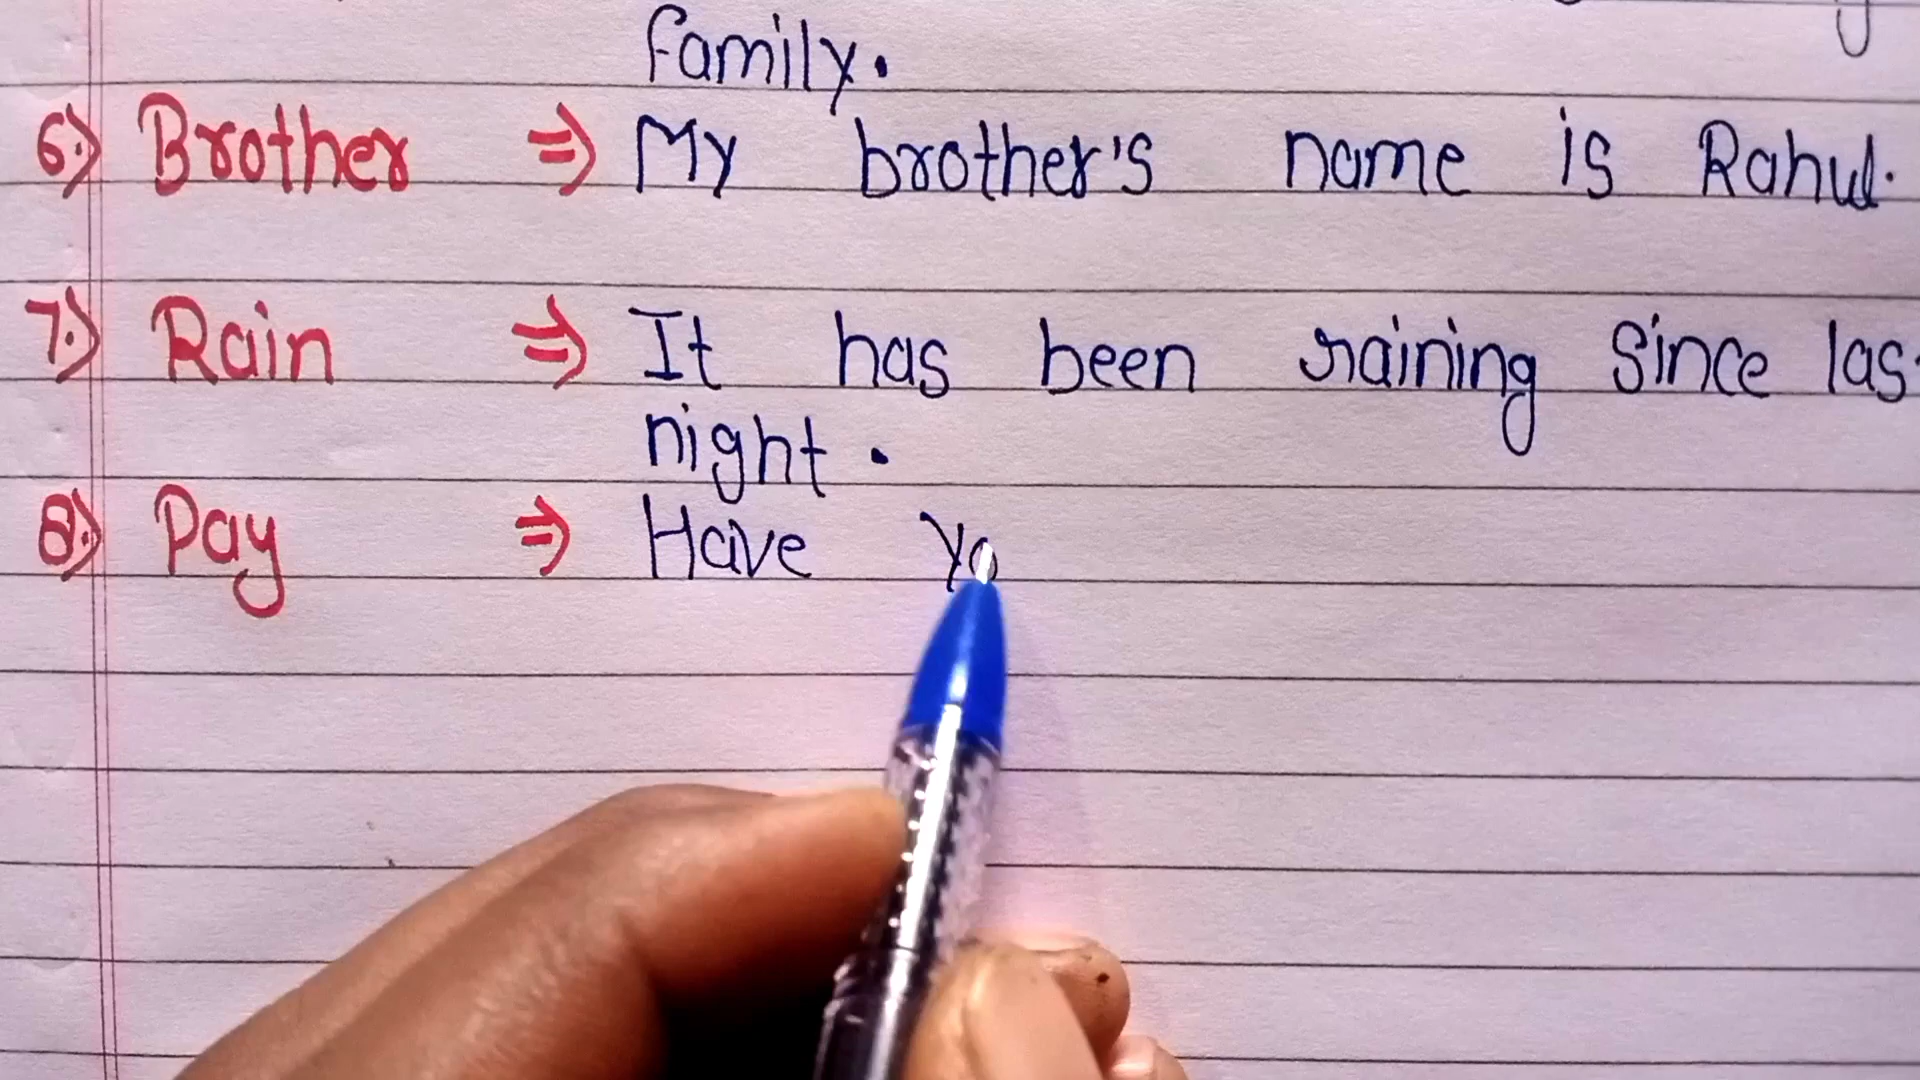 family.
6.) Brother => My brother's name is Rahul.
7.) Rain => It has been raining since las
night.
8.) Pay => Have yo